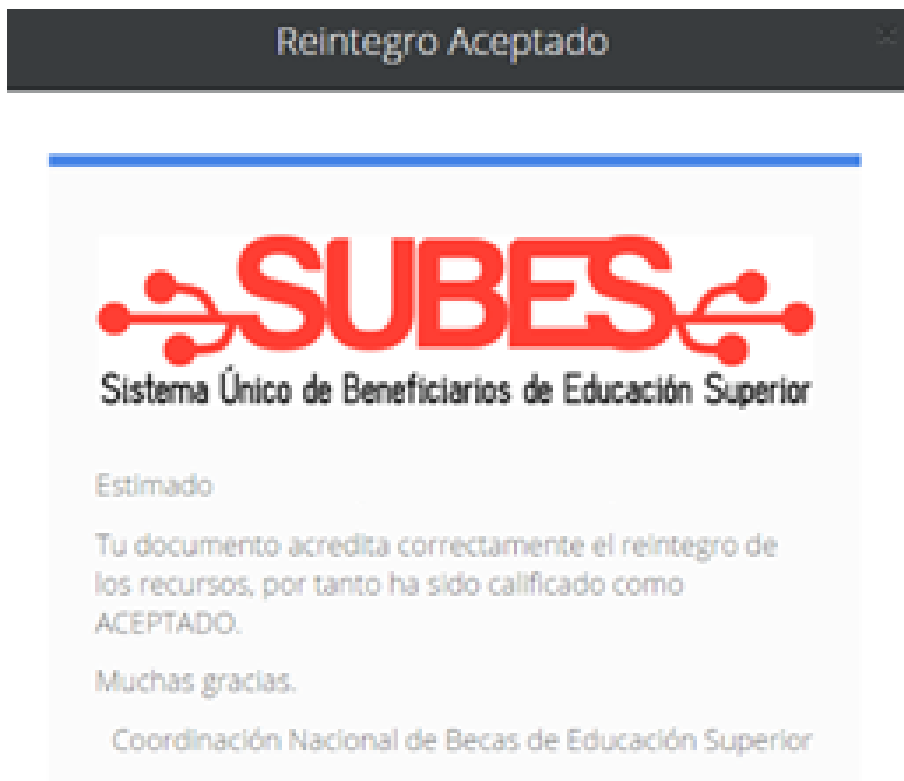 Reintegro Aceptado
SUBES
Sistema Único de Beneficiarios de Educación Superior
Estimado
Tu documento acredita correctamente el reintegro de
los recursos, por tanto ha sido calificado como
ACEPTADO.
Muchas gracias.
Coordinación Nacional de Becas de Educación Superior